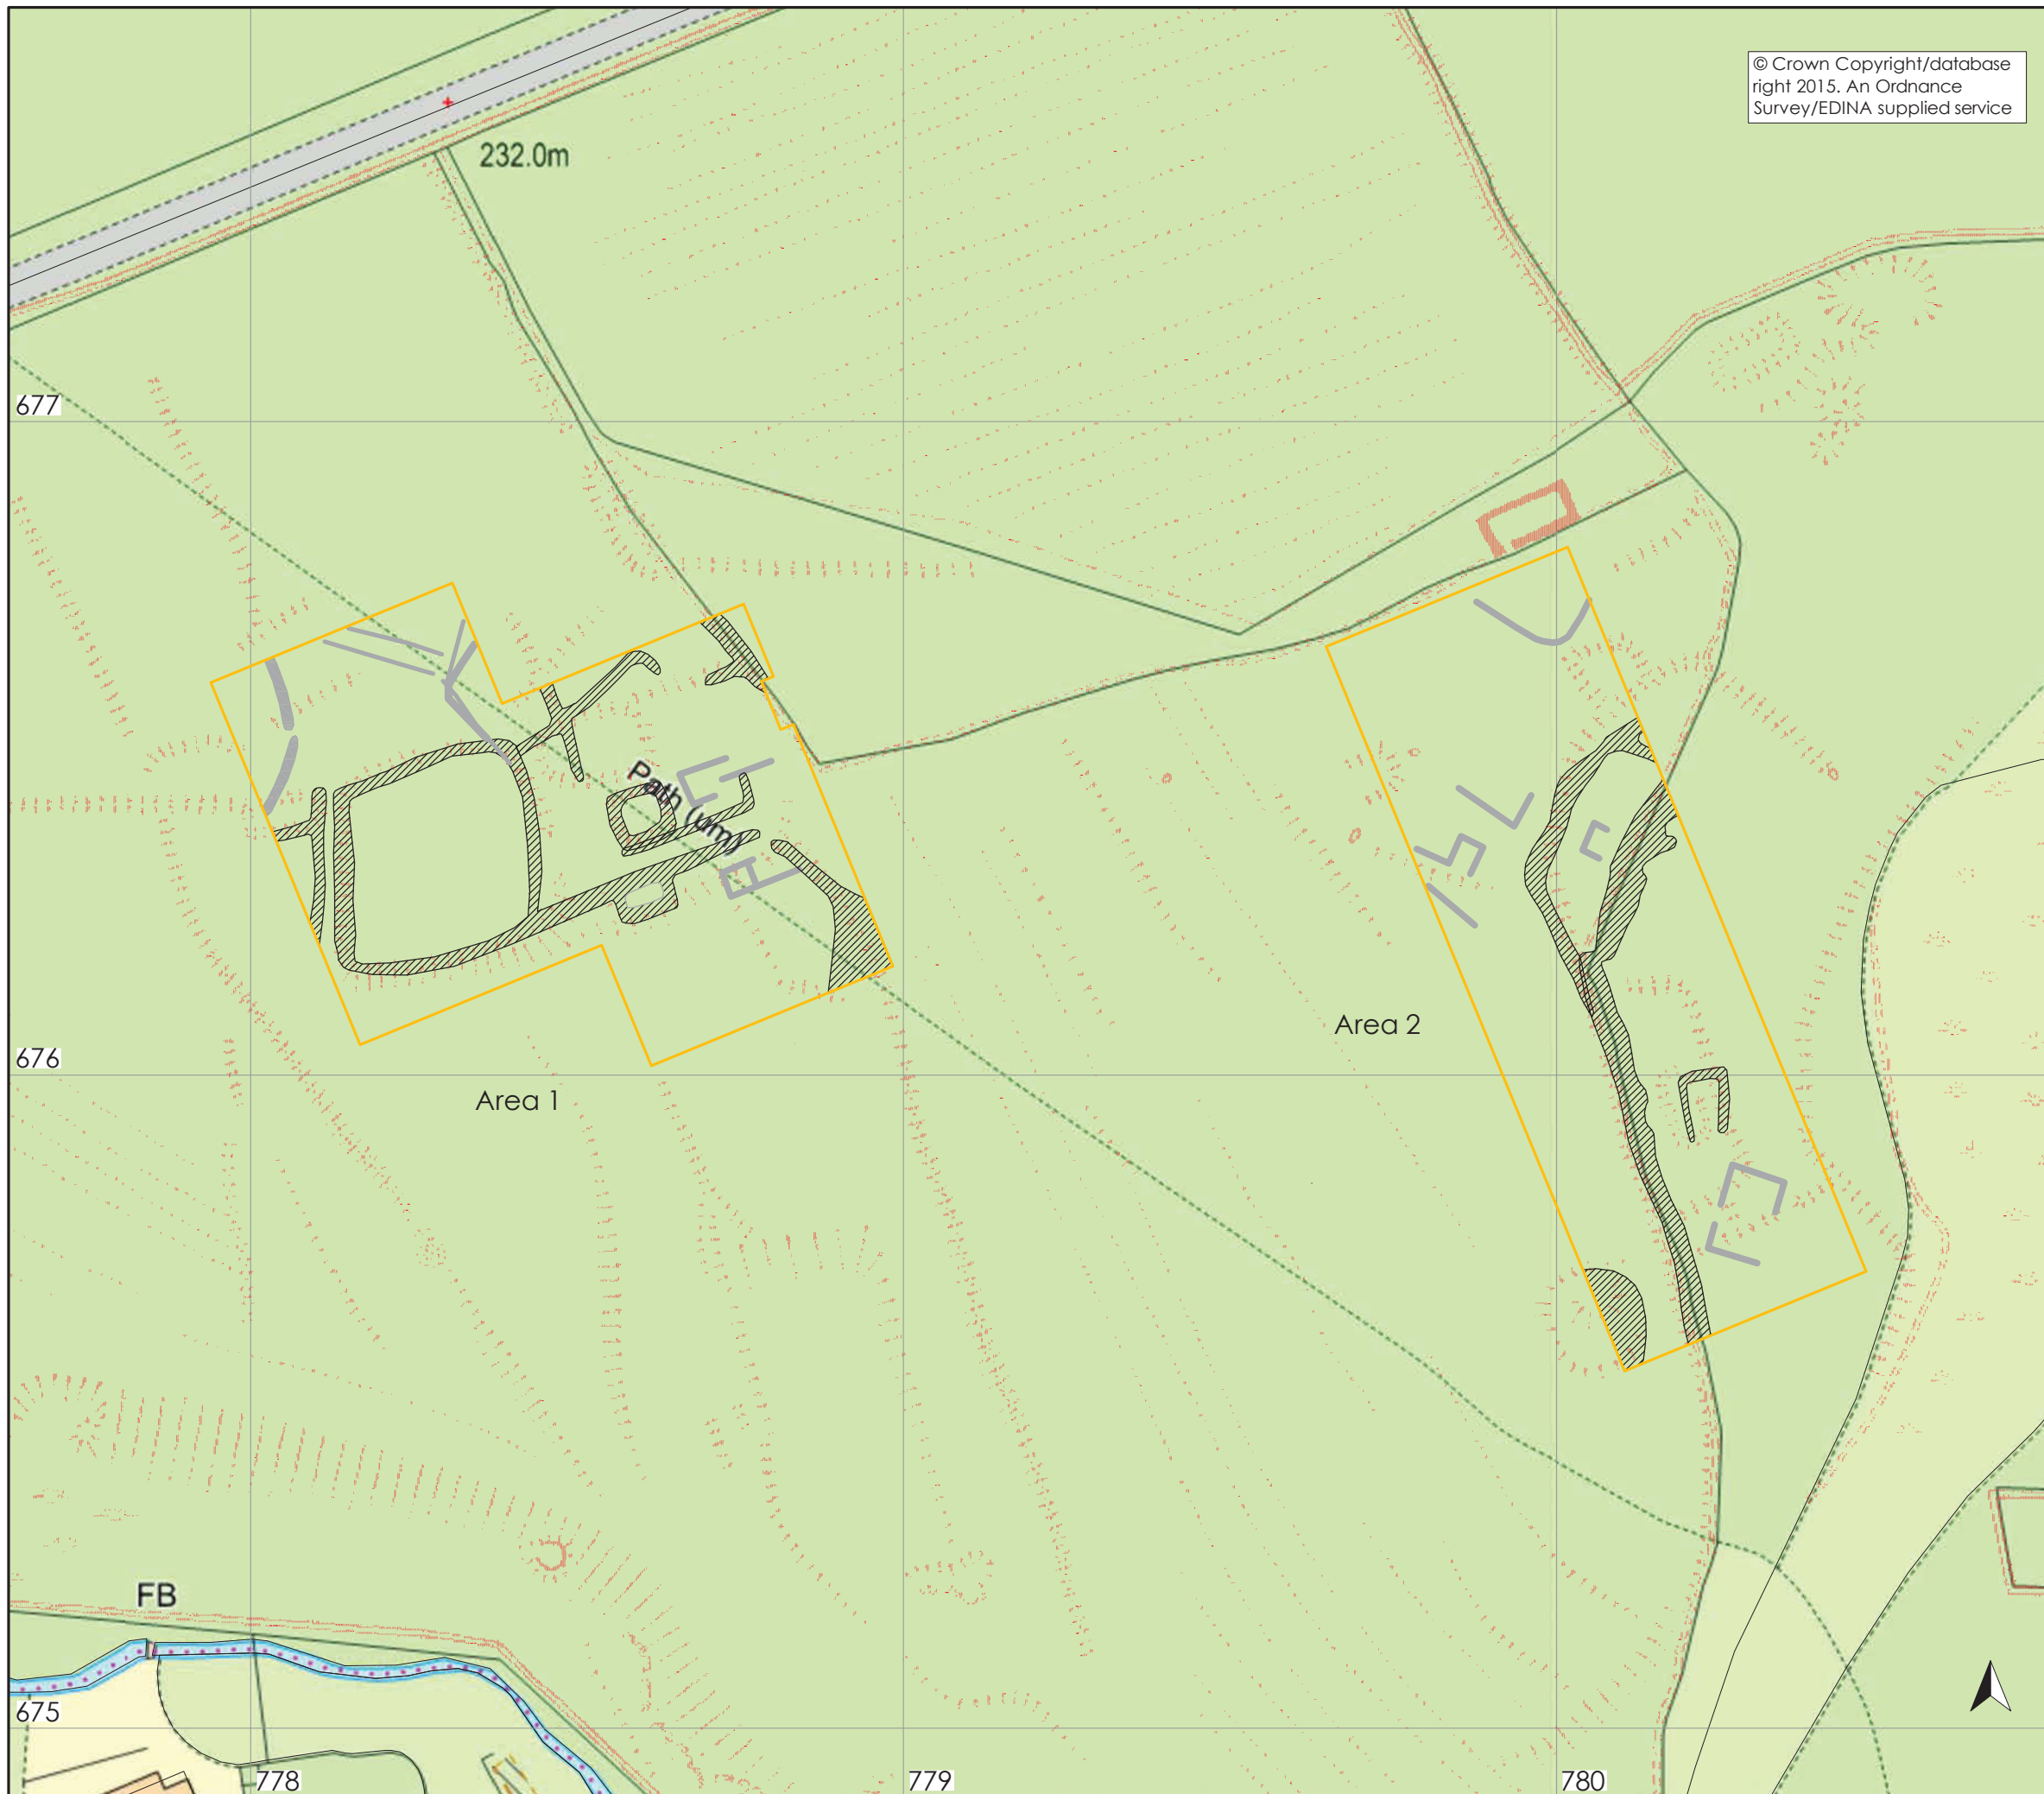 © Crown Copyright/database
right 2015. An Ordnance
Survey/EDINA supplied service
232.0m
677
Path (um)
Area 2
676
Area 1
FB
675
778
779
780